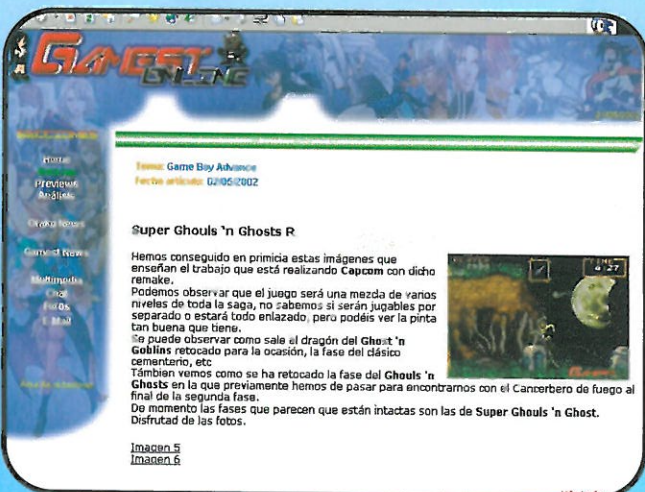 GAMEST
ONLINE
SECCIONES
Home
Previews
Análisis
Drako News
Gamest News
Multimedia
Chat
Foros
E-Mail
Tema: Game Boy Advance
Fecha artículo: 02/05/2002
Super Ghouls 'n Ghosts R
Hemos conseguido en primicia estas imágenes que
enseñan el trabajo que está realizando Capcom con dicho
remake.
Podemos observar que el juego será una mezcla de varios
niveles de toda la saga, no sabemos si serán jugables por
separado o estará todo enlazado, pero podéis ver la pinta
tan buena que tiene.
Se puede observar como sale el dragón del Ghost 'n
Goblins retocado para la ocasión, la fase del clásico
cementerio, etc
Támbien vemos como se ha retocado la fase del Ghouls 'n
Ghosts en la que previamente hemos de pasar para encontrarnos con el Cancerbero de fuego al
final de la segunda fase.
De momento las fases que parecen que están intactas son las de Super Ghouls 'n Ghost.
Disfrutad de las fotos.
Imagen 5
Imagen 6
TIME
4:27
GAMEST